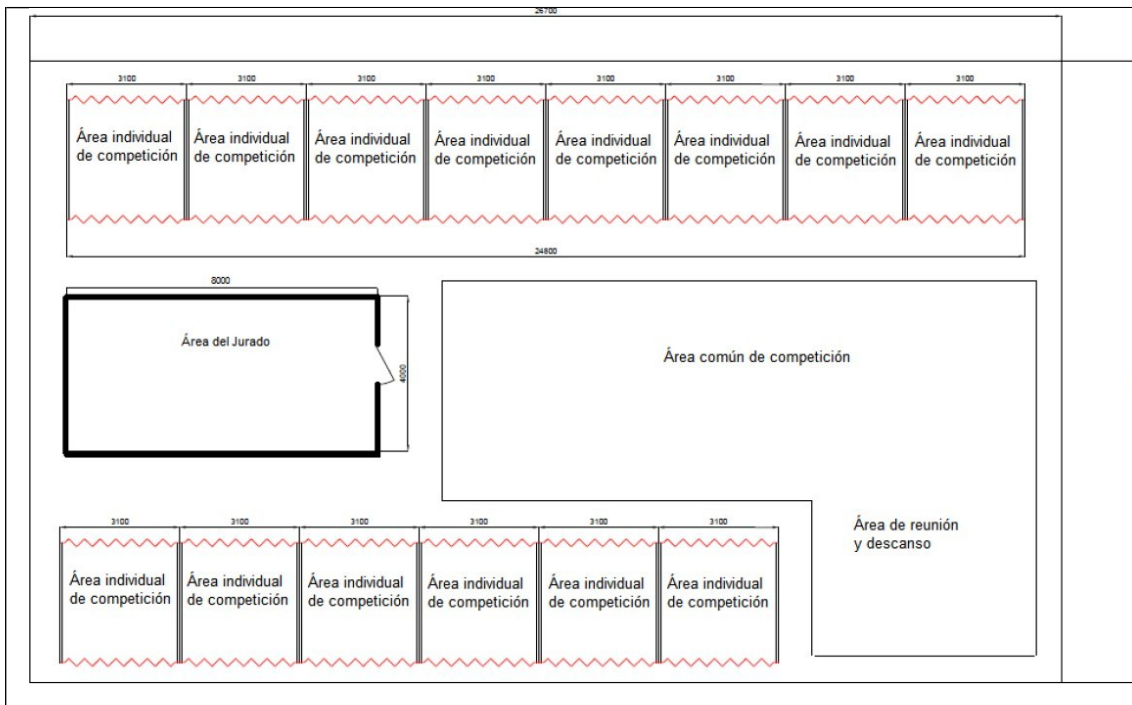 26700
3100 3100 3100 3100 3100 3100 3100 3100
Área individual
de competición
Área individual
de competición
Área individual
de competición
Área individual
de competición
Área individual
de competición
Área individual
de competición
Área individual
de competición
Área individual
de competición
24800
8000
Área del Jurado
4000
Área común de competición
3100 3100 3100 3100 3100 3100
Área individual
de competición
Área individual
de competición
Área individual
de competición
Área individual
de competición
Área individual
de competición
Área individual
de competición
Área de reunión
y descanso